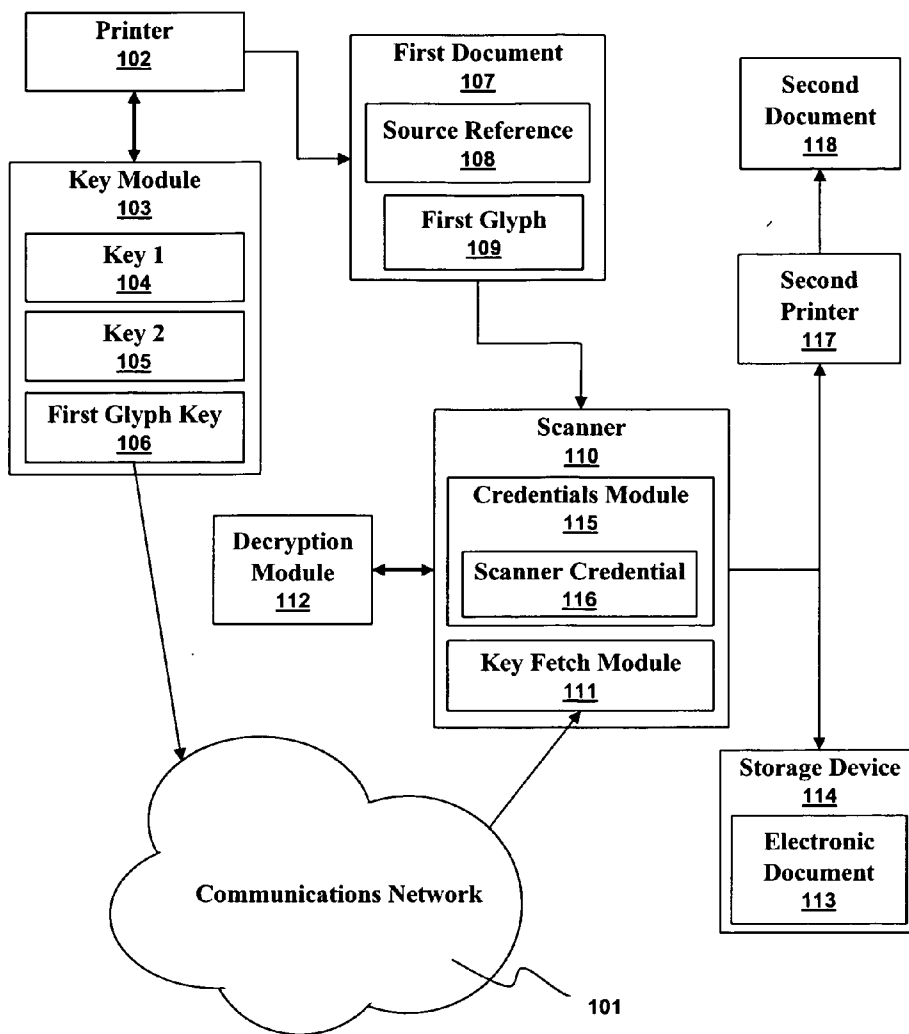 Printer
102
First Document
107
Source Reference
108
First Glyph
109
Second
Document
118
Key Module
103
Key 1
104
Key 2
105
First Glyph Key
106
Second
Printer
117
Scanner
110
Credentials Module
115
Scanner Credential
116
Key Fetch Module
111
Decryption
Module
112
Storage Device
114
Electronic
Document
113
Communications Network
101